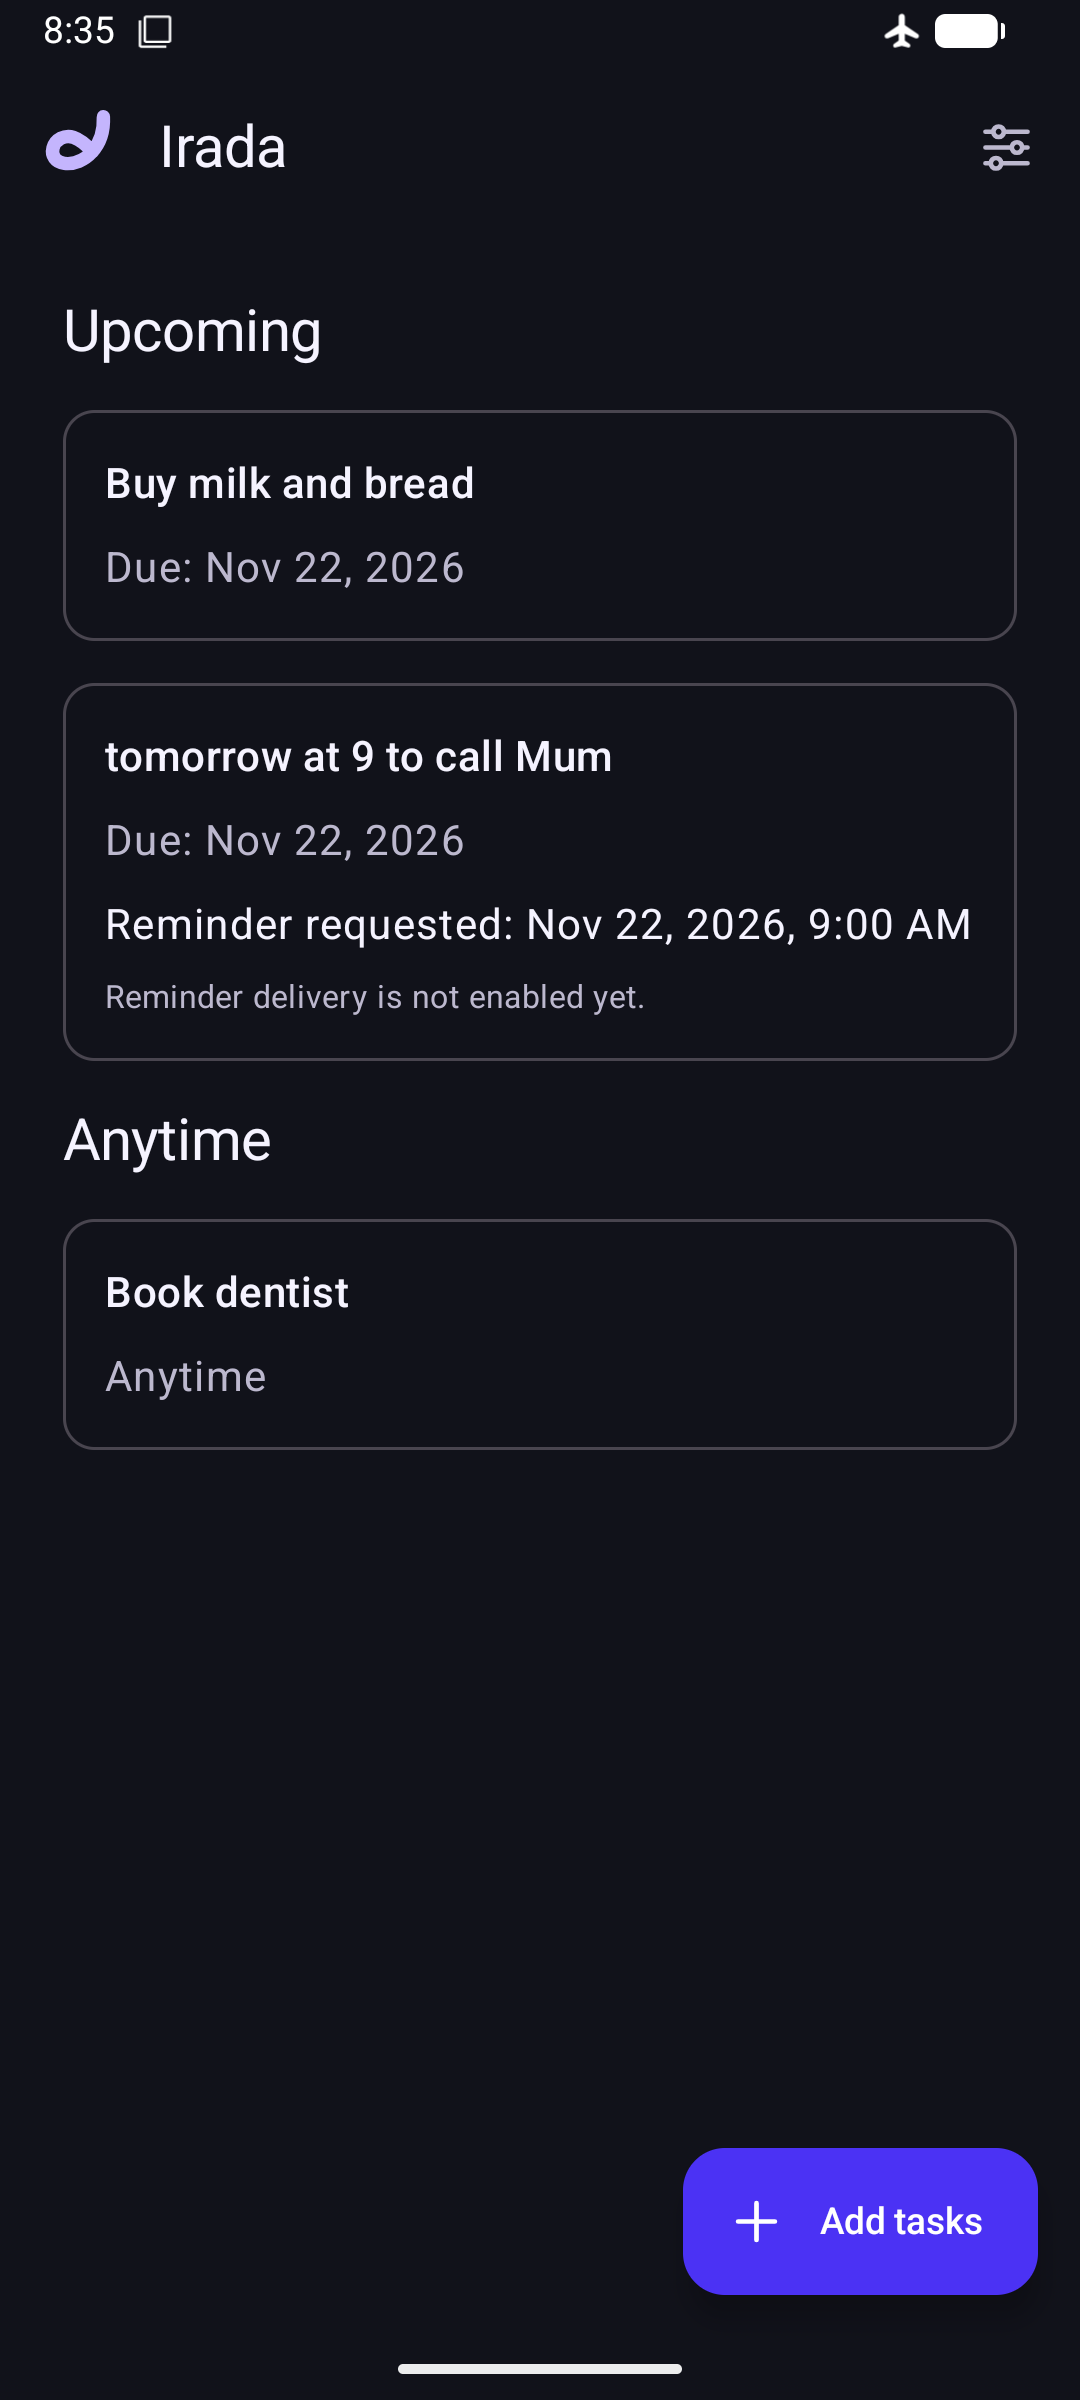 8:35
Irada
Upcoming
Buy milk and bread
Due: Nov 22, 2026
tomorrow at 9 to call Mum
Due: Nov 22, 2026
Reminder requested: Nov 22, 2026, 9:00 AM
Reminder delivery is not enabled yet.
Anytime
Book dentist
Anytime
Add tasks